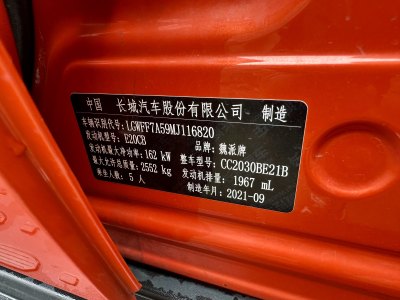 中国 长城汽车股份有限公司 制造
车辆识别代号: LGWFF7A59MJ116820
发动机型号: E20CB 品牌: 魏派牌
发动机最大净功率: 162 kW 整车型号: CC2030BE21B
最大允许总质量: 2552 kg 发动机排量: 1967 mL
乘坐人数: 5 人 制造年月: 2021-09